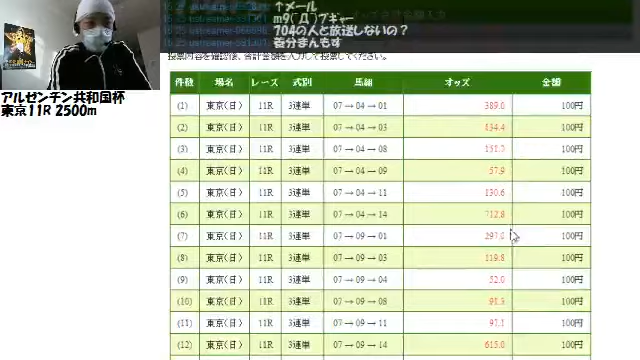 ↑メール
m9(゚Д゚)プギャー
704の人と放送しないの?
委分まんもす
アルゼンチン共和国杯
東京11R 2500m
投票内容を確認後、合計金額を入力して投票してください。
件数 場名 レース 式別 馬組 オッズ 金額
(1) 東京(日) 11R 3連単 07→04→01 389.0 100円
(2) 東京(日) 11R 3連単 07→04→03 134.4 100円
(3) 東京(日) 11R 3連単 07→04→08 100円
(4) 東京(日) 11R 3連単 07→04→09 57.9 100円
(5) 東京(日) 11R 3連単 07→04→11 130.6 100円
(6) 東京(日) 11R 3連単 07→04→14 712.8 100円
(7) 東京(日) 11R 3連単 07→09→01 297.0 100円
(8) 東京(日) 11R 3連単 07→09→03 119.8 100円
(9) 東京(日) 11R 3連単 07→09→04 52.0 100円
(10) 東京(日) 11R 3連単 07→09→08 100円
(11) 東京(日) 11R 3連単 07→09→11 97.1 100円
(12) 東京(日) 11R 3連単 07→09→14 615.0 100円